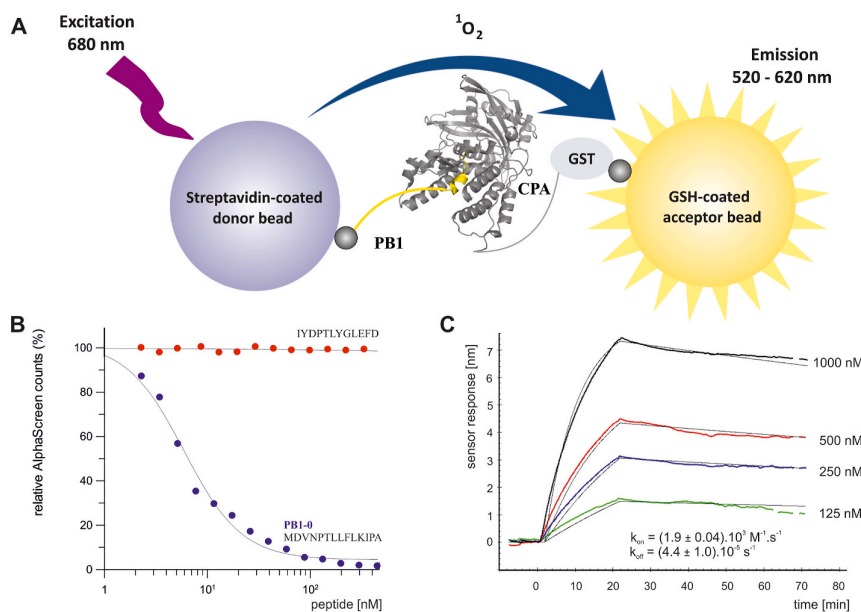 A
Excitation
680 nm
¹O₂
Emission
520 - 620 nm
Streptavidin-coated
donor bead
PB1
CPA
GST
GSH-coated
acceptor bead
B
relative AlphaScreen counts (%)
100
80
60
40
20
0
1
10¹
10²
peptide [nM]
IYDPTLYGLEFD
PB1-0
MDVNPTLLFLKIPA
C
sensor response [nm]
7
6
5
4
3
2
1
0.0
0
10
20
30
40
50
60
70
80
time [min]
1000 nM
500 nM
250 nM
125 nM
kₒₙ = (1.9 ± 0.04).10³ M⁻¹.s⁻¹
kₒff = (4.4 ± 1.0).10⁻⁵ s⁻¹